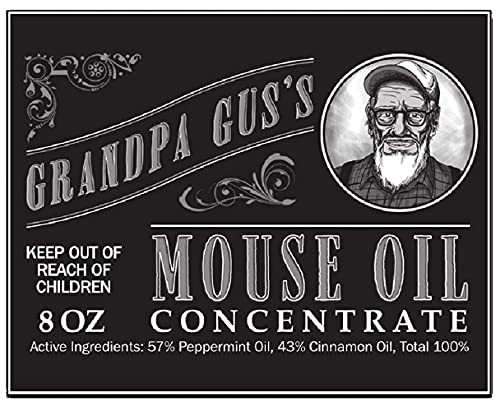 GRANDPA GUS'S
KEEP OUT OF
REACH OF
CHILDREN
8 OZ
MOUSE OIL
CONCENTRATE
Active Ingredients: 57% Peppermint Oil, 43% Cinnamon Oil, Total 100%